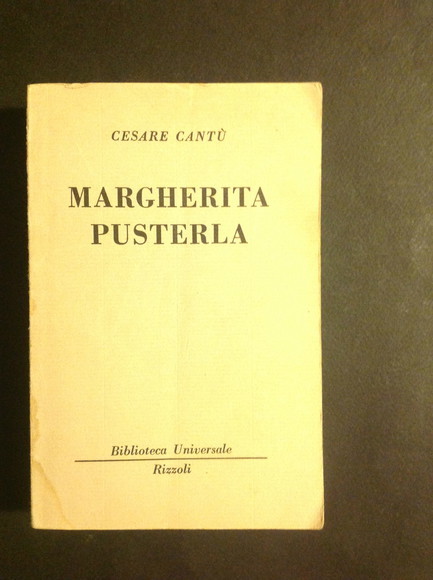 CESARE CANTÙ
MARGHERITA
PUSTERLA
Biblioteca Universale
Rizzoli